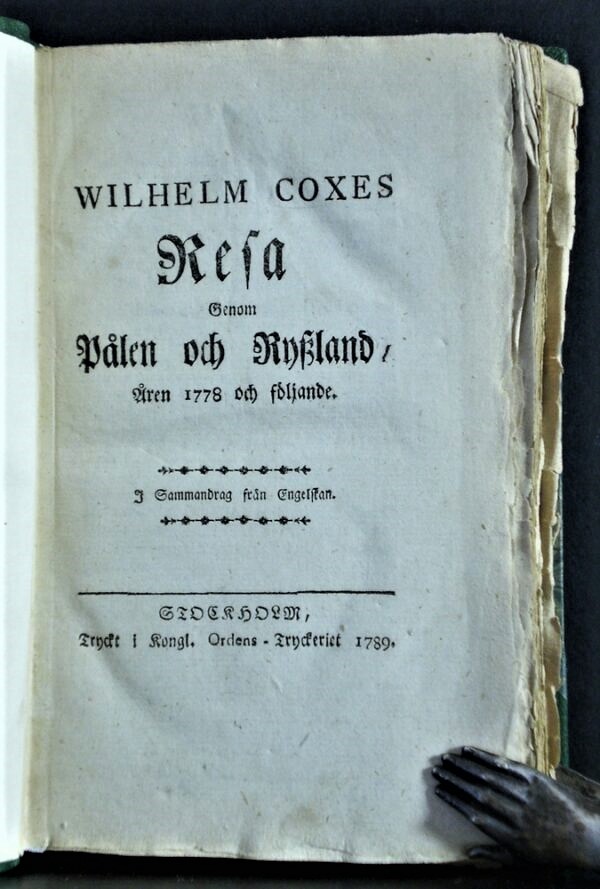 WILHELM COXES
Resa
Genom
Pålen och Ryßland,
Åren 1778 och följande.
I Sammandrag från Engelskan.
STOCKHOLM,
Tryckt i Kongl. Ordens-Tryckeriet 1789.